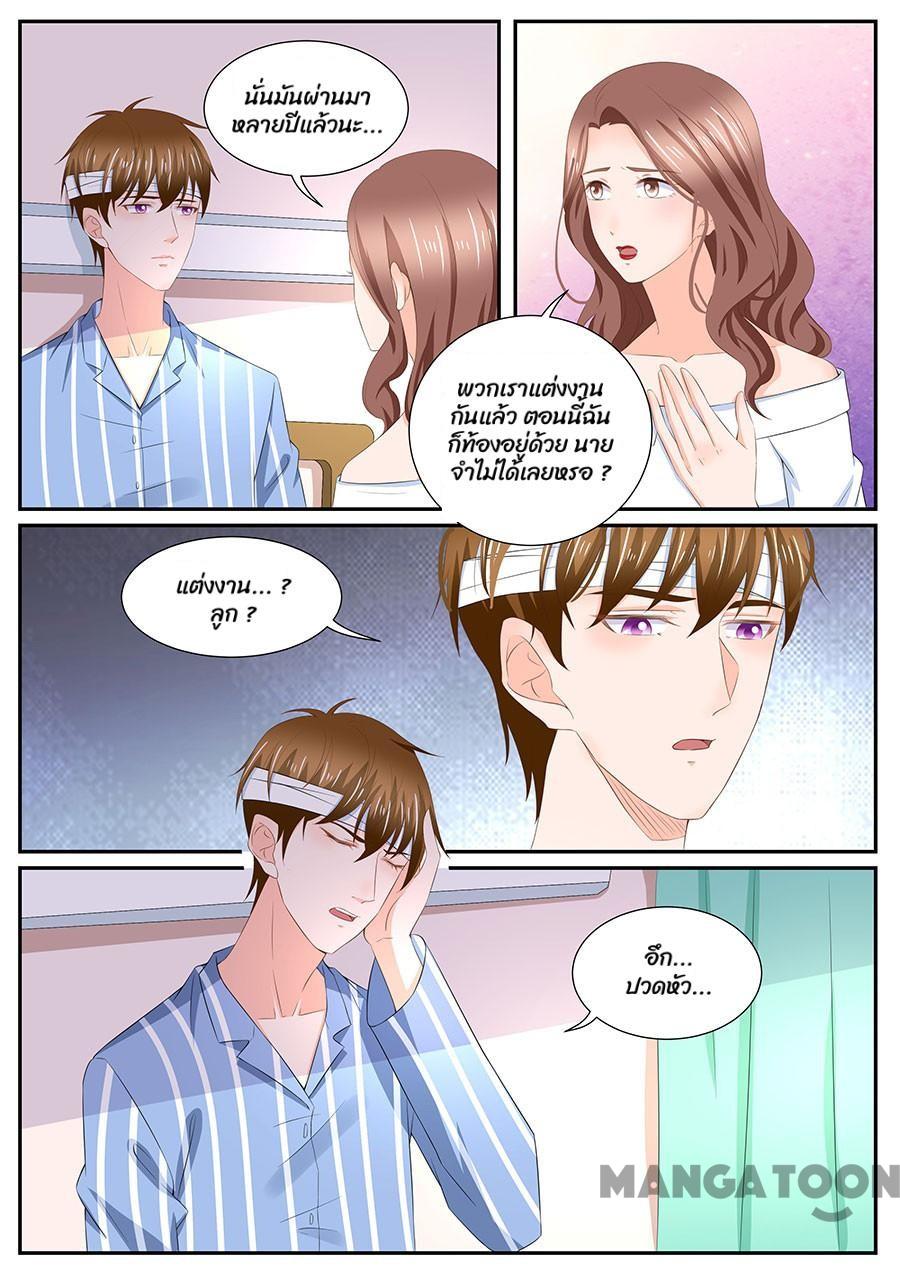 นั่นมันผ่านมา
หลายปีแล้วนะ...
พวกเราแต่งงาน
กันแล้ว ตอนนี้ฉัน
ก็ท้องอยู่ด้วย นาย
จำไม่ได้เลยหรอ ?
แต่งงาน... ?
ลูก ?
อึก...
ปวดหัว...
MANGATOON